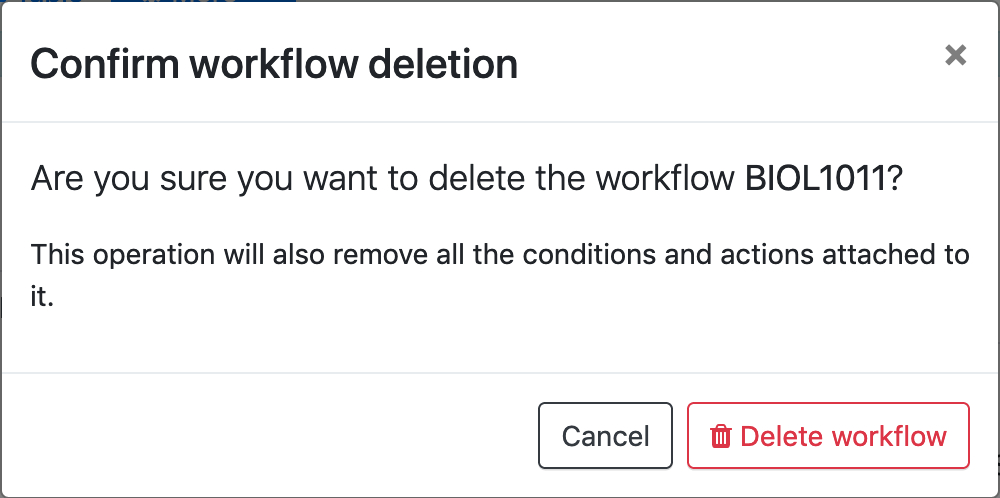 Confirm workflow deletion
×
Are you sure you want to delete the workflow BIOL1011?
This operation will also remove all the conditions and actions attached to
it.
Cancel
Delete workflow